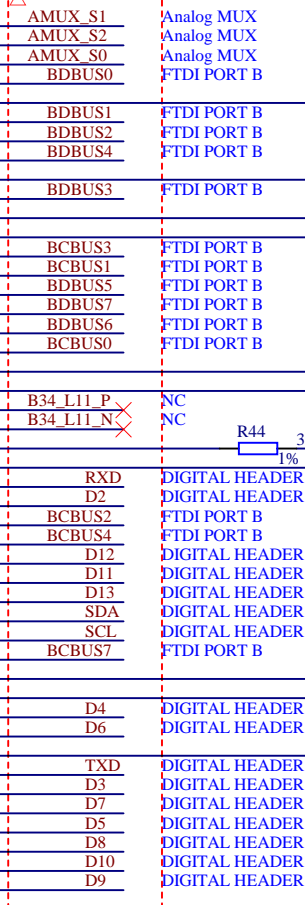 AMUX_S1 Analog MUX
AMUX_S2 Analog MUX
AMUX_S0 Analog MUX
BDBUS0 FTDI PORT B
BDBUS1 FTDI PORT B
BDBUS2 FTDI PORT B
BDBUS4 FTDI PORT B
BDBUS3 FTDI PORT B
BCBUS3 FTDI PORT B
BCBUS1 FTDI PORT B
BDBUS5 FTDI PORT B
BDBUS7 FTDI PORT B
BDBUS6 FTDI PORT B
BCBUS0 FTDI PORT B
B34_L11_P NC
B34_L11_N NC
R44
3
1%
RXD DIGITAL HEADER
D2 DIGITAL HEADER
BCBUS2 FTDI PORT B
BCBUS4 FTDI PORT B
D12 DIGITAL HEADER
D11 DIGITAL HEADER
D13 DIGITAL HEADER
SDA DIGITAL HEADER
SCL DIGITAL HEADER
BCBUS7 FTDI PORT B
D4 DIGITAL HEADER
D6 DIGITAL HEADER
TXD DIGITAL HEADER
D3 DIGITAL HEADER
D7 DIGITAL HEADER
D5 DIGITAL HEADER
D8 DIGITAL HEADER
D10 DIGITAL HEADER
D9 DIGITAL HEADER